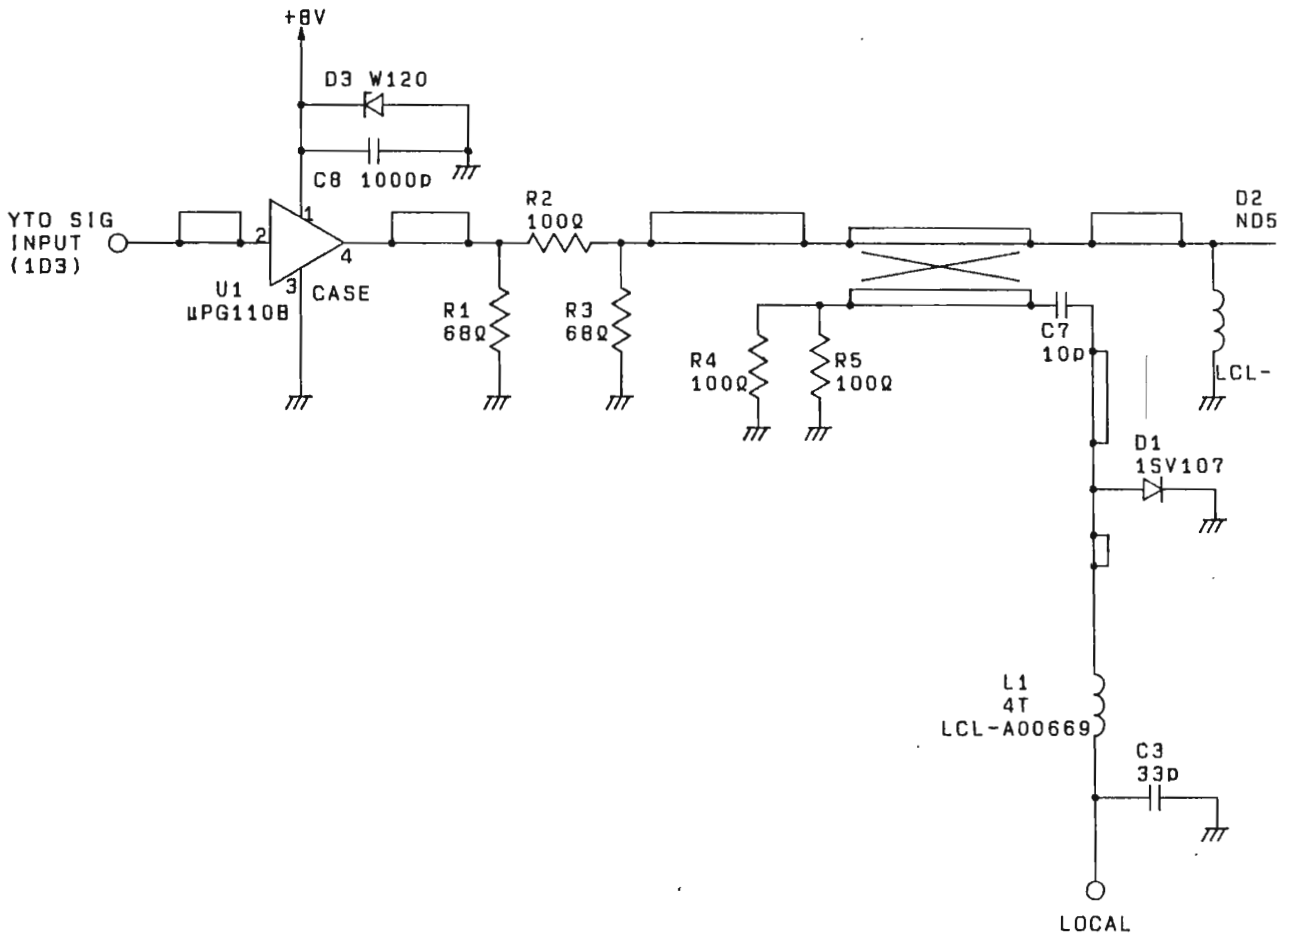 +8V
D3 W120
C8 1000p
YTO SIG
INPUT
(1D3)
2
1
3
4
U1
µPG110B
CASE
R2
100Ω
R1
68Ω
R3
68Ω
R4
100Ω
R5
100Ω
C7
10p
D2
ND5
LCL-
D1
1SV107
L1
4T
LCL-A00669
C3
33p
LOCAL